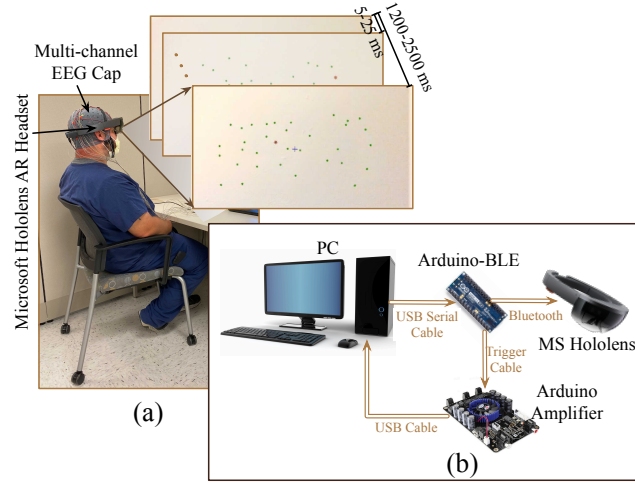 Multi-channel
EEG Cap
Microsoft Hololens AR Headset
5-25 ms
1200-2500 ms
(a)
PC
Arduino-BLE
USB Serial
Cable
Bluetooth
MS Hololens
Trigger
Cable
Arduino
Amplifier
USB Cable
(b)